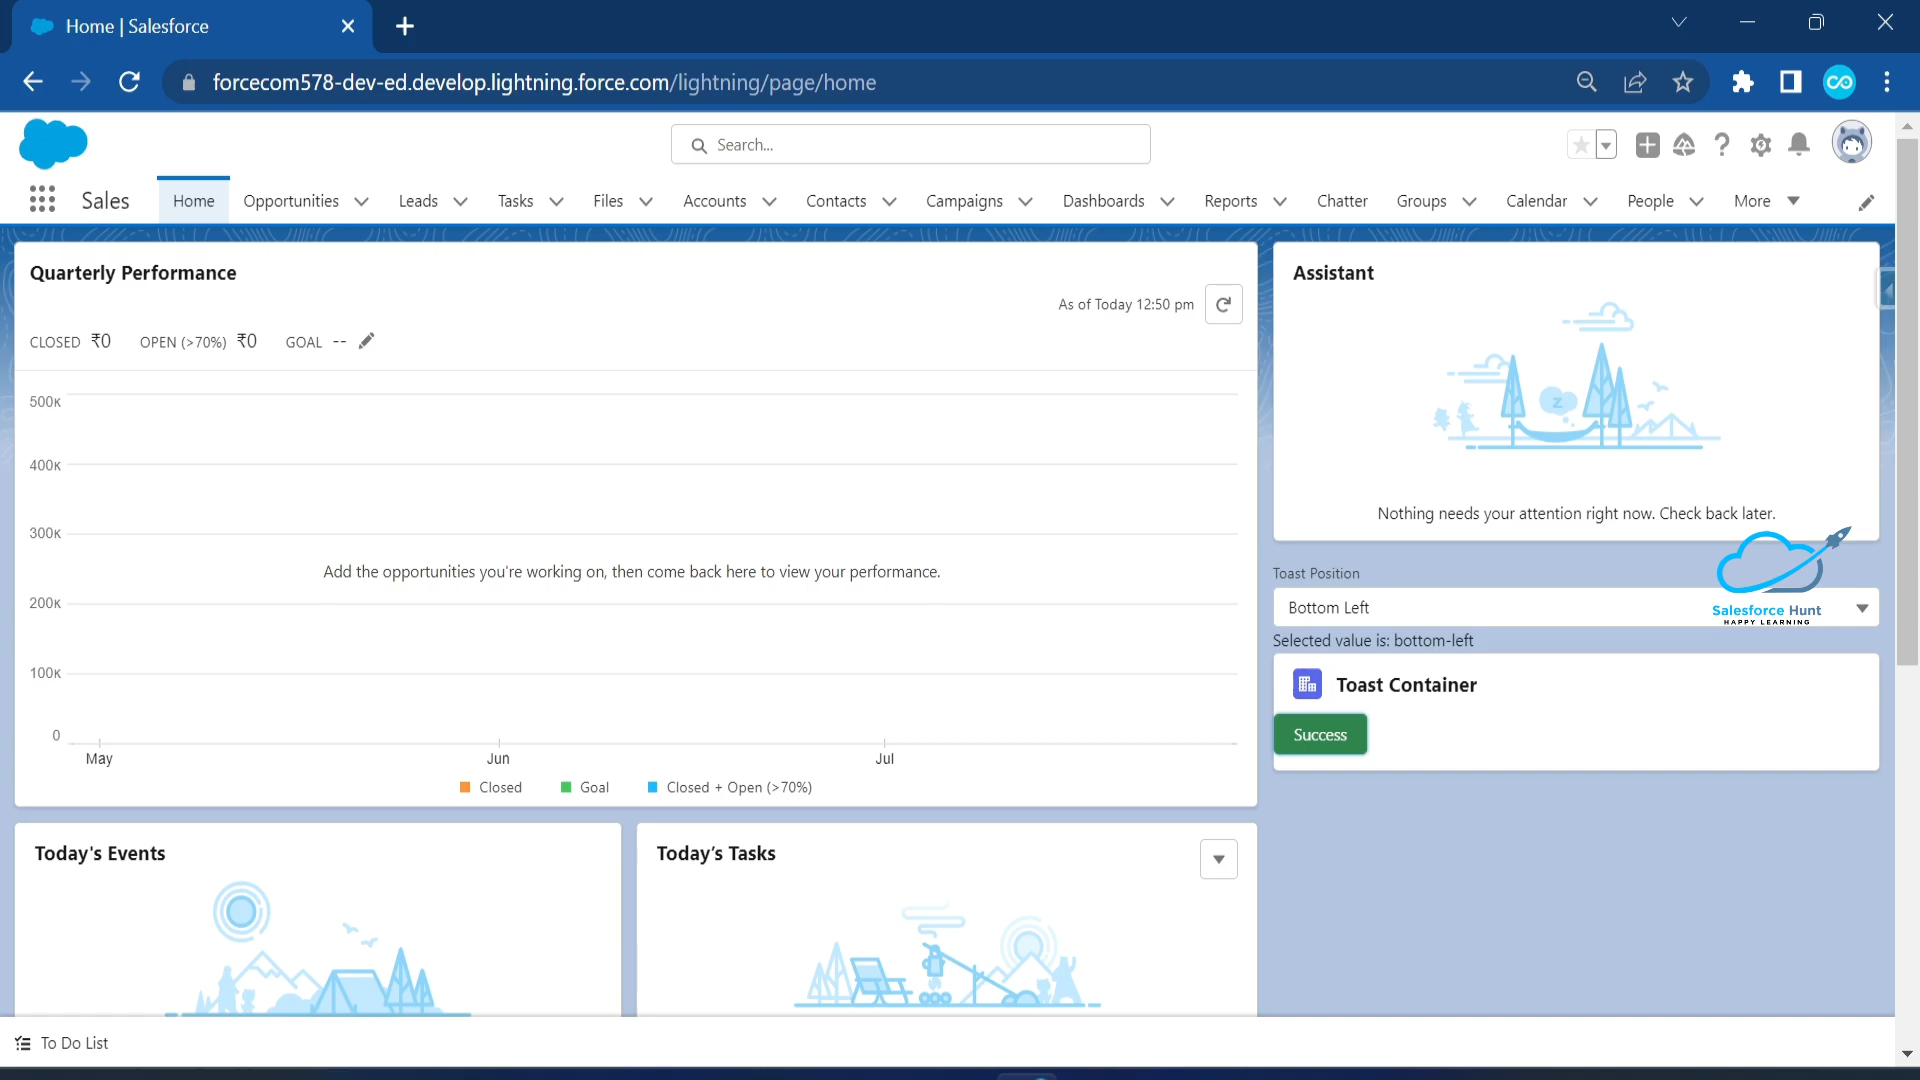 Home | Salesforce
forcecom578-dev-ed.develop.lightning.force.com/lightning/page/home
Search...
Sales
Home
Opportunities
Leads
Tasks
Files
Accounts
Contacts
Campaigns
Dashboards
Reports
Chatter
Groups
Calendar
People
More
Quarterly Performance
As of Today 12:50 pm
CLOSED ₹0 OPEN (>70%) ₹0 GOAL --
500K
400K
300K
200K
100K
0
Add the opportunities you're working on, then come back here to view your performance.
May Jun Jul
Closed Goal Closed + Open (>70%)
Assistant
Z
Nothing needs your attention right now. Check back later.
Toast Position
Bottom Left
Salesforce Hunt
HAPPY LEARNING
Selected value is: bottom-left
Toast Container
Success
Today's Events
Today's Tasks
To Do List